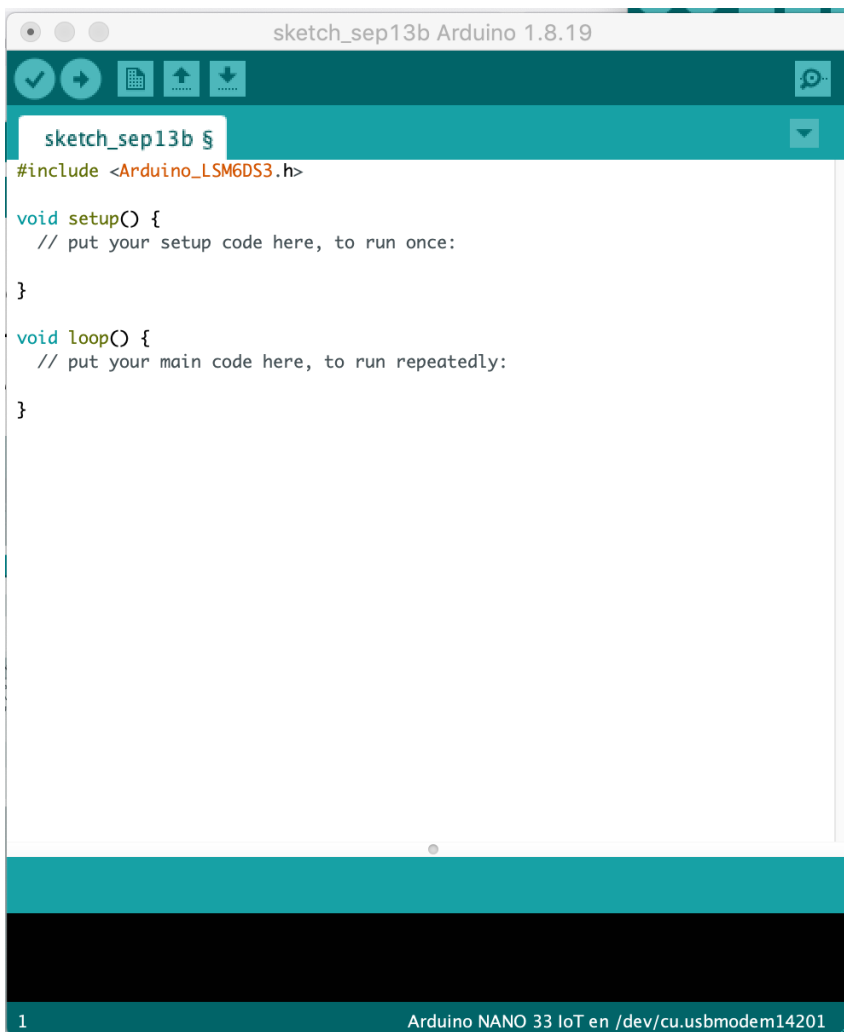 sketch_sep13b Arduino 1.8.19
sketch_sep13b §
#include <Arduino_LSM6DS3.h>
void setup() {
// put your setup code here, to run once:
}
void loop() {
// put your main code here, to run repeatedly:
}
1
Arduino NANO 33 IoT en /dev/cu.usbmodem14201